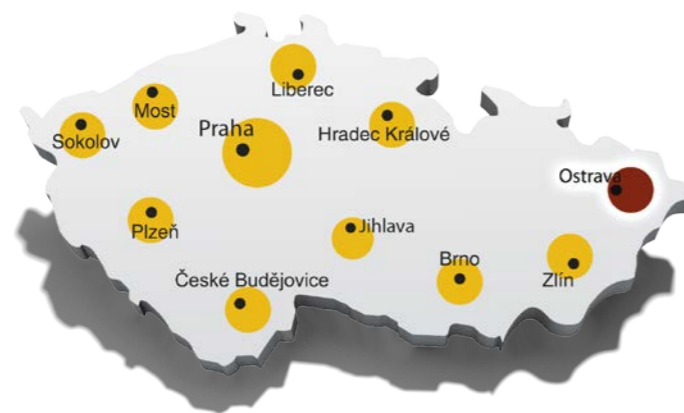 Liberec
Most
Praha
Hradec Králové
Sokolov
Ostrava
Plzeň
Jihlava
Brno
České Budějovice
Zlín